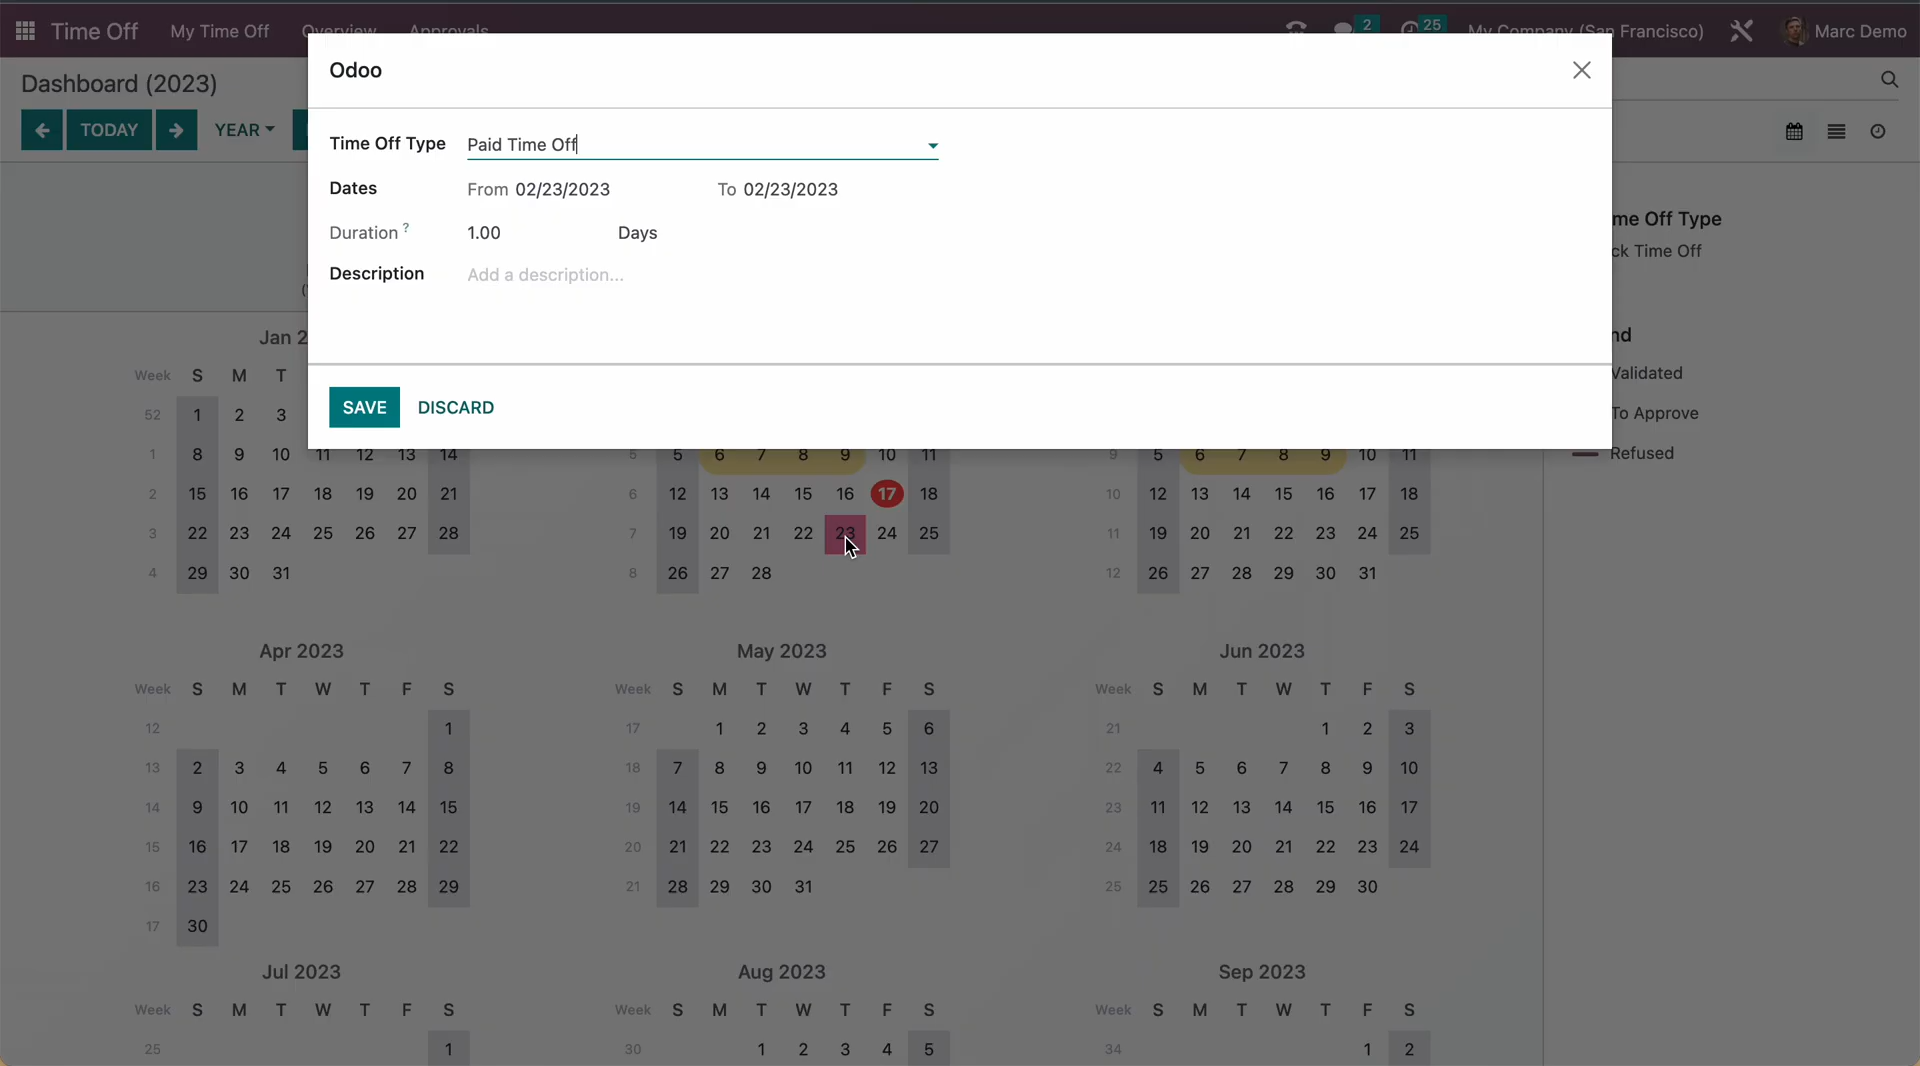 Time Off My Time Off Overview Approvals 2 25 My Company (San Francisco) Marc Demo
Odoo
Dashboard (2023)
TODAY YEAR
Time Off Type Paid Time Off
Dates From 02/23/2023 To 02/23/2023
Duration ? 1.00 Days
Description Add a description...
SAVE DISCARD
me Off Type
ck Time Off
nd
Validated
To Approve
Refused
Jan 2
Week S M T
52 1 2 3
1 8 9 10 11 12 13 14
2 15 16 17 18 19 20 21
3 22 23 24 25 26 27 28
4 29 30 31
5 5 6 7 8 9 10 11
6 12 13 14 15 16 17 18
7 19 20 21 22 23 24 25
8 26 27 28
9 5 6 7 8 9 10 11
10 12 13 14 15 16 17 18
11 19 20 21 22 23 24 25
12 26 27 28 29 30 31
Apr 2023
Week S M T W T F S
12 1
13 2 3 4 5 6 7 8
14 9 10 11 12 13 14 15
15 16 17 18 19 20 21 22
16 23 24 25 26 27 28 29
17 30
May 2023
Week S M T W T F S
17 1 2 3 4 5 6
18 7 8 9 10 11 12 13
19 14 15 16 17 18 19 20
20 21 22 23 24 25 26 27
21 28 29 30 31
Jun 2023
Week S M T W T F S
21 1 2 3
22 4 5 6 7 8 9 10
23 11 12 13 14 15 16 17
24 18 19 20 21 22 23 24
25 25 26 27 28 29 30
Jul 2023
Week S M T W T F S
25 1
Aug 2023
Week S M T W T F S
30 1 2 3 4 5
Sep 2023
Week S M T W T F S
34 1 2